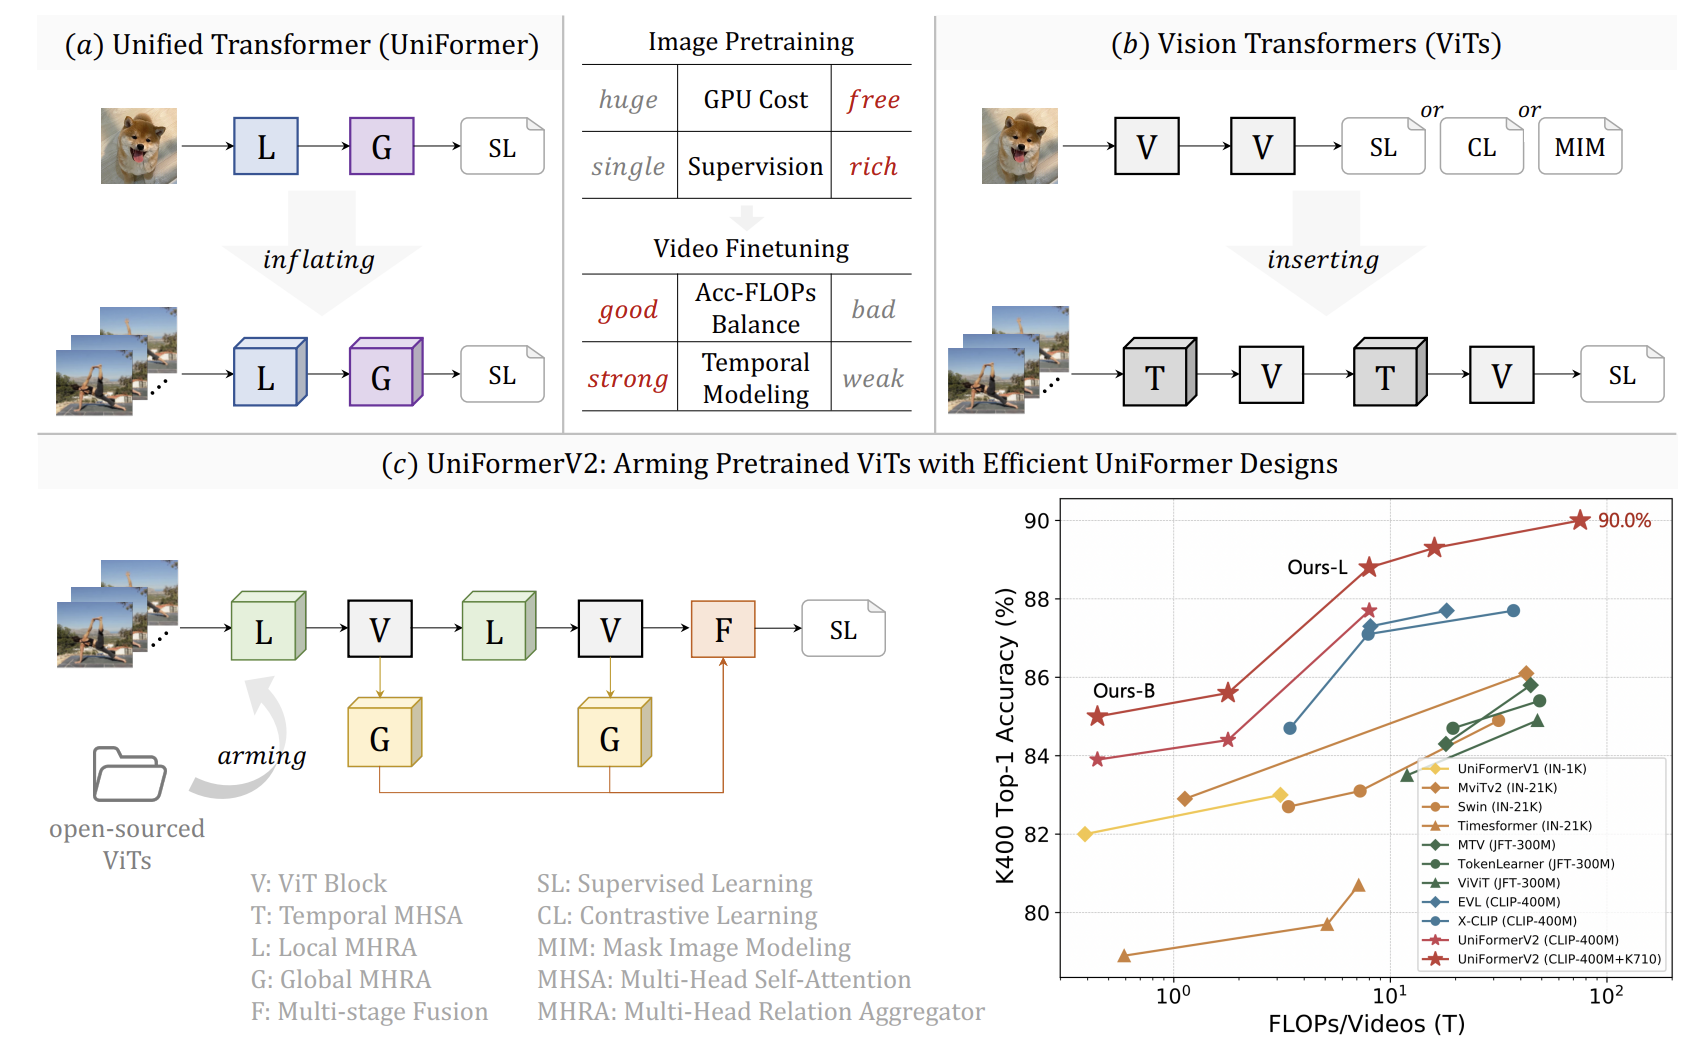 (a) Unified Transformer (UniFormer)
L
G
SL
inflating
L
G
SL
Image Pretraining
huge GPU Cost free
single Supervision rich
Video Finetuning
good Acc-FLOPs Balance bad
strong Temporal Modeling weak
(b) Vision Transformers (ViTs)
V
V
SL
or
CL
or
MIM
inserting
T
V
T
V
SL
(c) UniFormerV2: Arming Pretrained ViTs with Efficient UniFormer Designs
L
V
L
V
F
SL
G
G
arming
open-sourced
ViTs
V: ViT Block
T: Temporal MHSA
L: Local MHRA
G: Global MHRA
F: Multi-stage Fusion
SL: Supervised Learning
CL: Contrastive Learning
MIM: Mask Image Modeling
MHSA: Multi-Head Self-Attention
MHRA: Multi-Head Relation Aggregator
K400 Top-1 Accuracy (%)
90
88
86
84
82
80
90.0%
Ours-L
Ours-B
UniFormerV1 (IN-1K)
MviTv2 (IN-21K)
Swin (IN-21K)
Timesformer (IN-21K)
MTV (JFT-300M)
TokenLearner (JFT-300M)
ViViT (JFT-300M)
EVL (CLIP-400M)
X-CLIP (CLIP-400M)
UniFormerV2 (CLIP-400M)
UniFormerV2 (CLIP-400M+K710)
10⁰
10¹
10²
FLOPs/Videos (T)